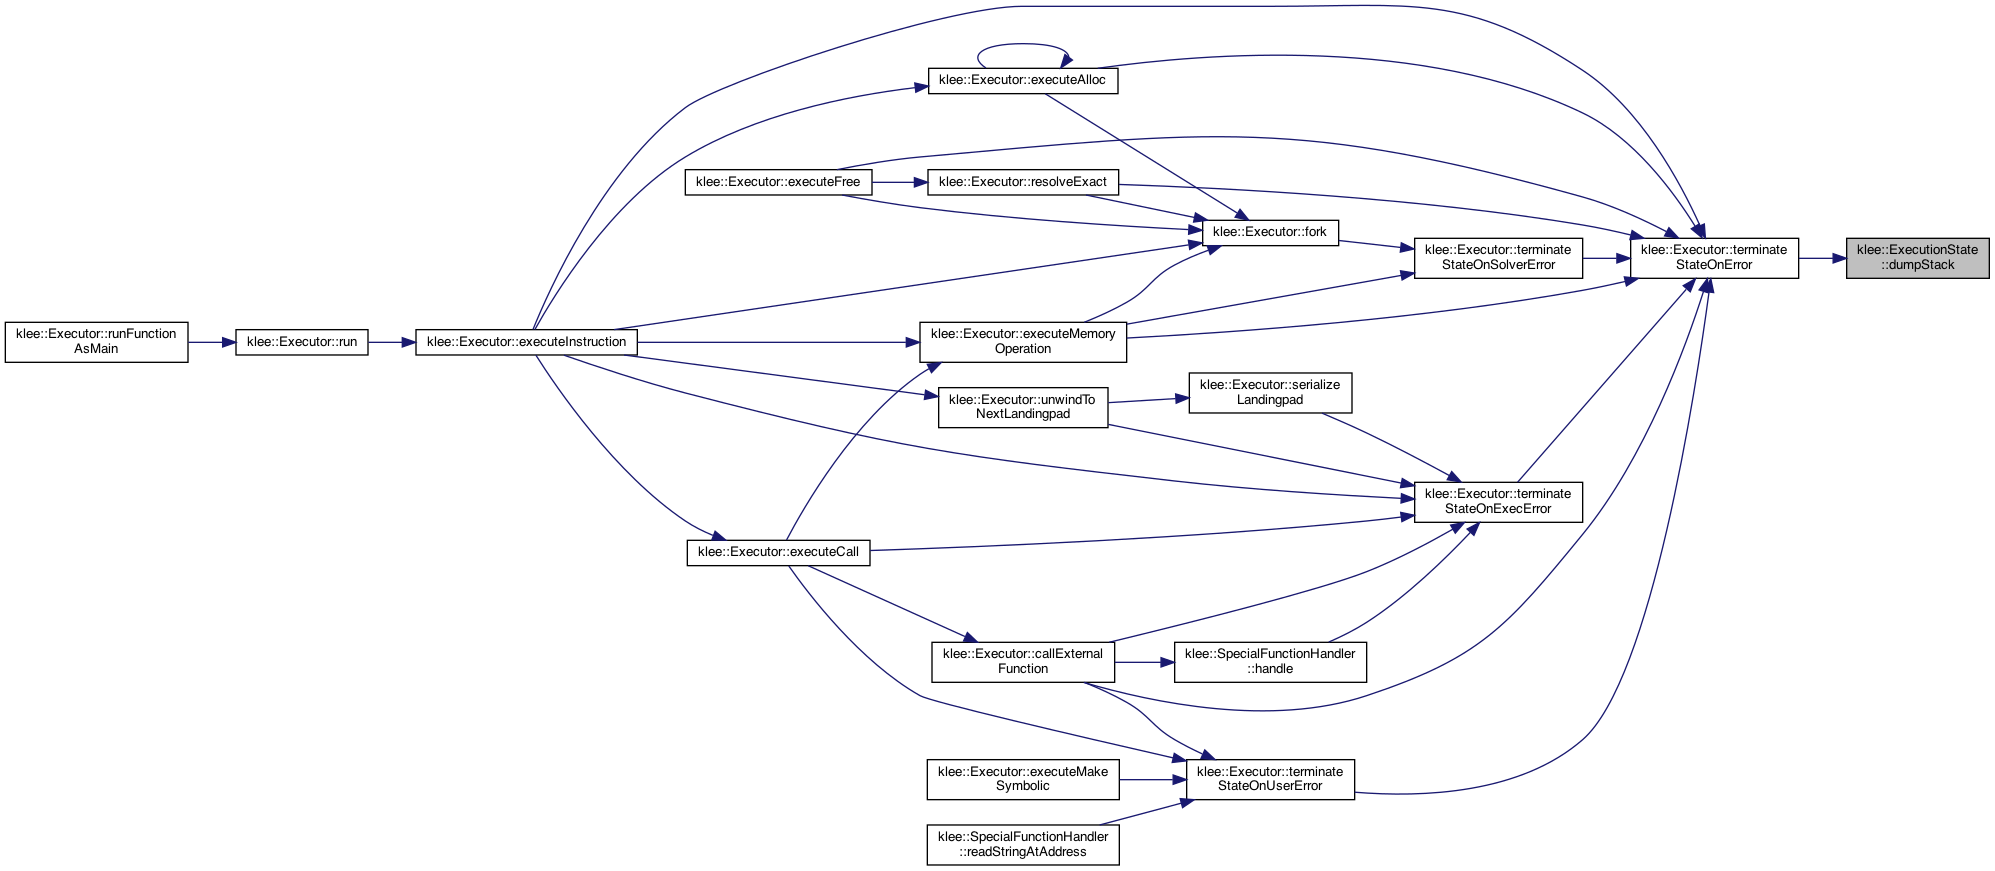 klee::Executor::executeAlloc
klee::Executor::executeFree
klee::Executor::resolveExact
klee::Executor::fork
klee::Executor::terminate
StateOnSolverError
klee::Executor::terminate
StateOnError
klee::ExecutionState
::dumpStack
klee::Executor::runFunction
AsMain
klee::Executor::run
klee::Executor::executeInstruction
klee::Executor::executeMemory
Operation
klee::Executor::unwindTo
NextLandingpad
klee::Executor::serialize
Landingpad
klee::Executor::terminate
StateOnExecError
klee::Executor::executeCall
klee::Executor::callExternal
Function
klee::SpecialFunctionHandler
::handle
klee::Executor::executeMake
Symbolic
klee::Executor::terminate
StateOnUserError
klee::SpecialFunctionHandler
::readStringAtAddress